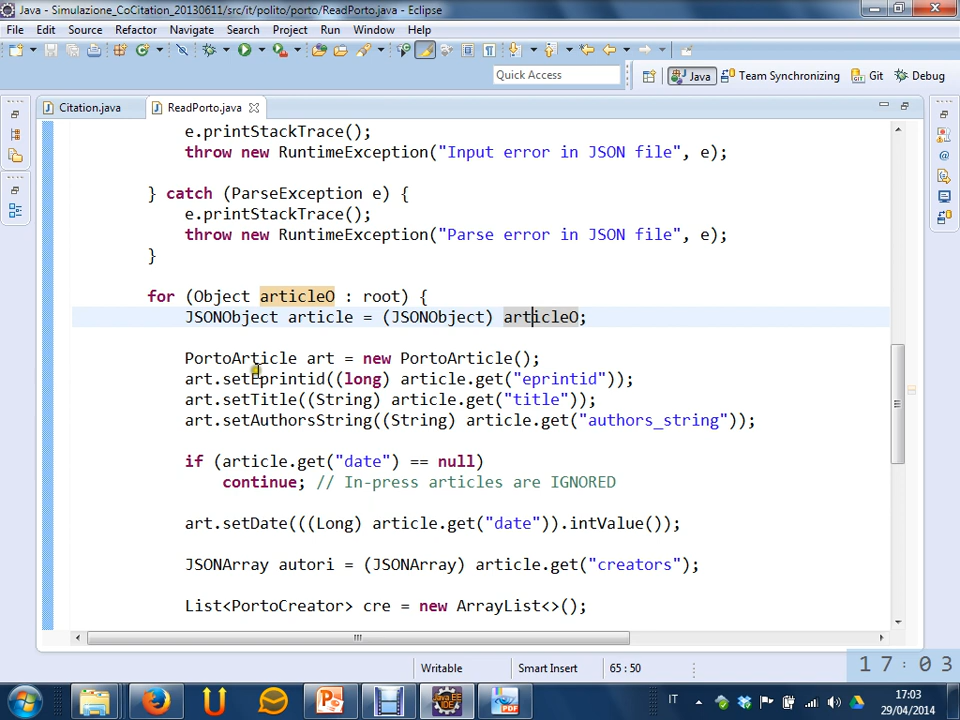 Java - Simulazione_CoCitation_20130611/src/it/polito/porto/ReadPorto.java - Eclipse
File Edit Source Refactor Navigate Search Project Run Window Help
Quick Access
Java Team Synchronizing Git Debug
Citation.java ReadPorto.java
e.printStackTrace();
throw new RuntimeException("Input error in JSON file", e);
} catch (ParseException e) {
e.printStackTrace();
throw new RuntimeException("Parse error in JSON file", e);
}
for (Object articleO : root) {
JSONObject article = (JSONObject) articleO;
PortoArticle art = new PortoArticle();
art.setEprintid((long) article.get("eprintid"));
art.setTitle((String) article.get("title"));
art.setAuthorsString((String) article.get("authors_string"));
if (article.get("date") == null)
continue; // In-press articles are IGNORED
art.setDate(((Long) article.get("date")).intValue());
JSONArray autori = (JSONArray) article.get("creators");
List<PortoCreator> cre = new ArrayList<>();
Writable Smart Insert 65 : 50
17:03
IT 17:03
29/04/2014